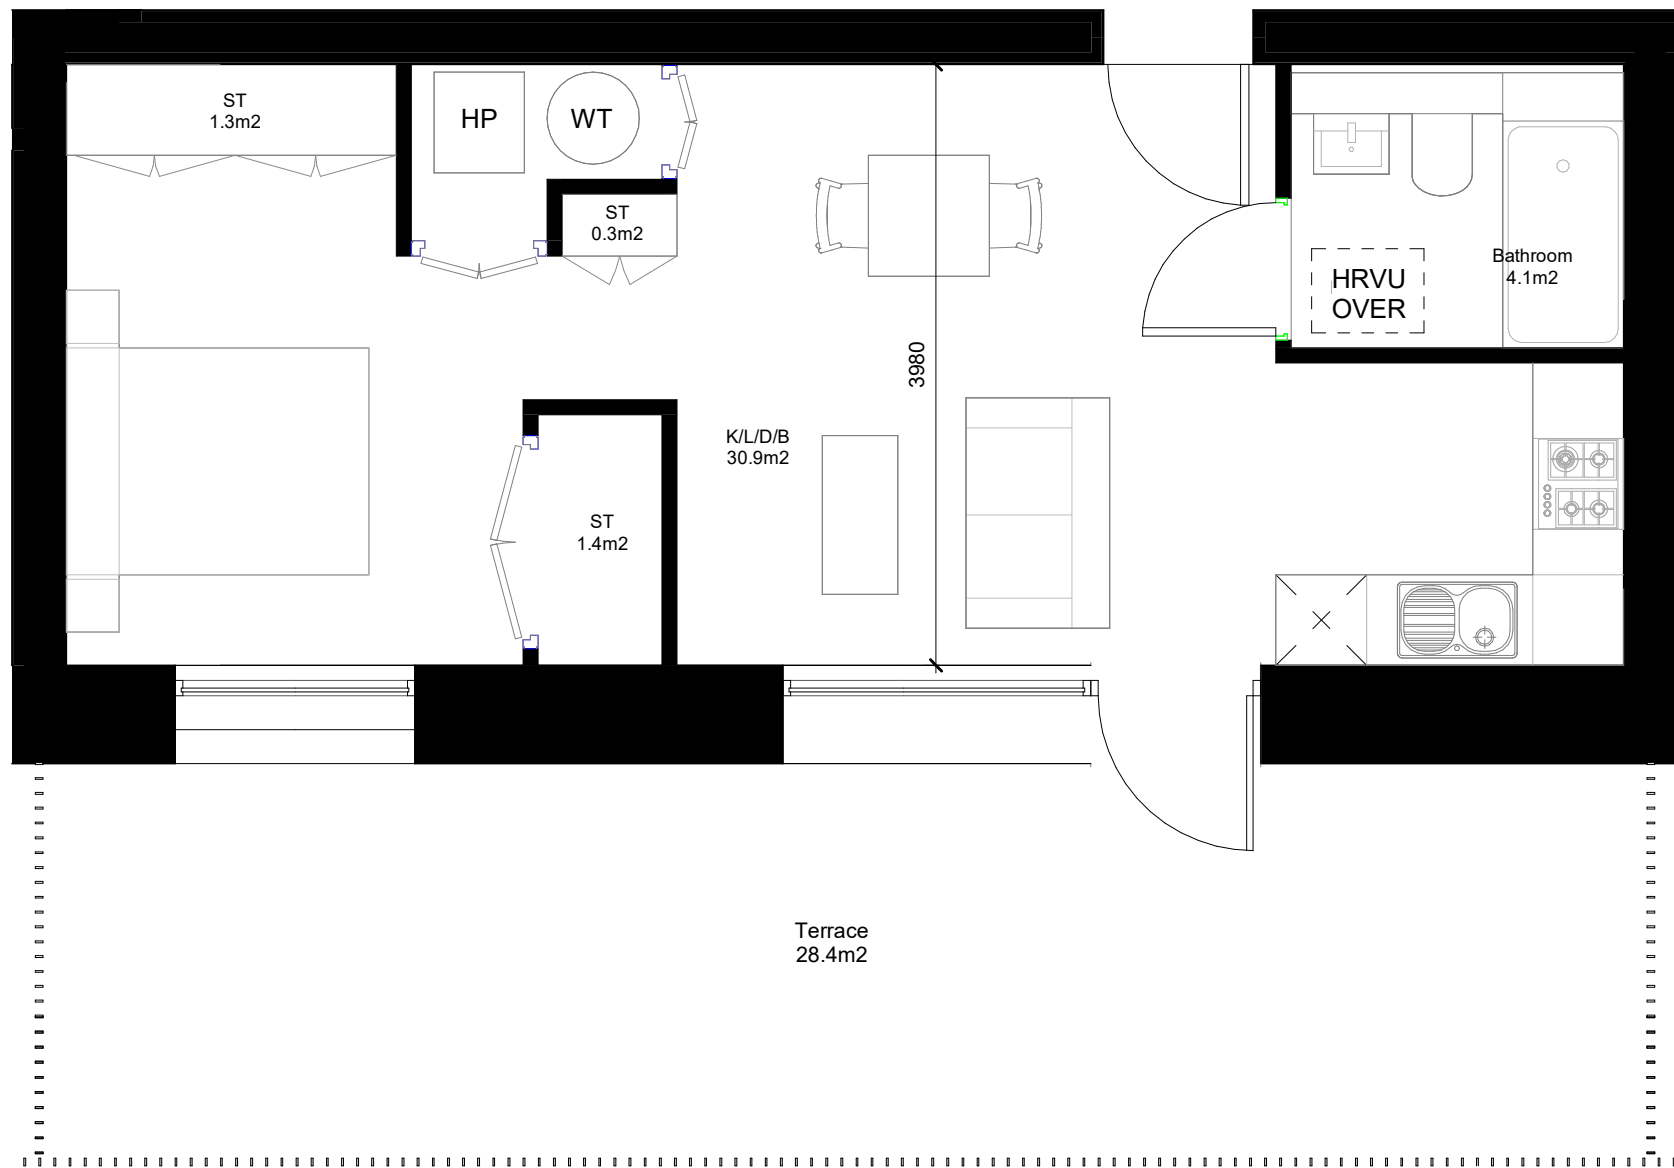 ST
1.3m2
HP
WT
ST
0.3m2
HRVU
OVER
Bathroom
4.1m2
3980
K/L/D/B
30.9m2
ST
1.4m2
Terrace
28.4m2